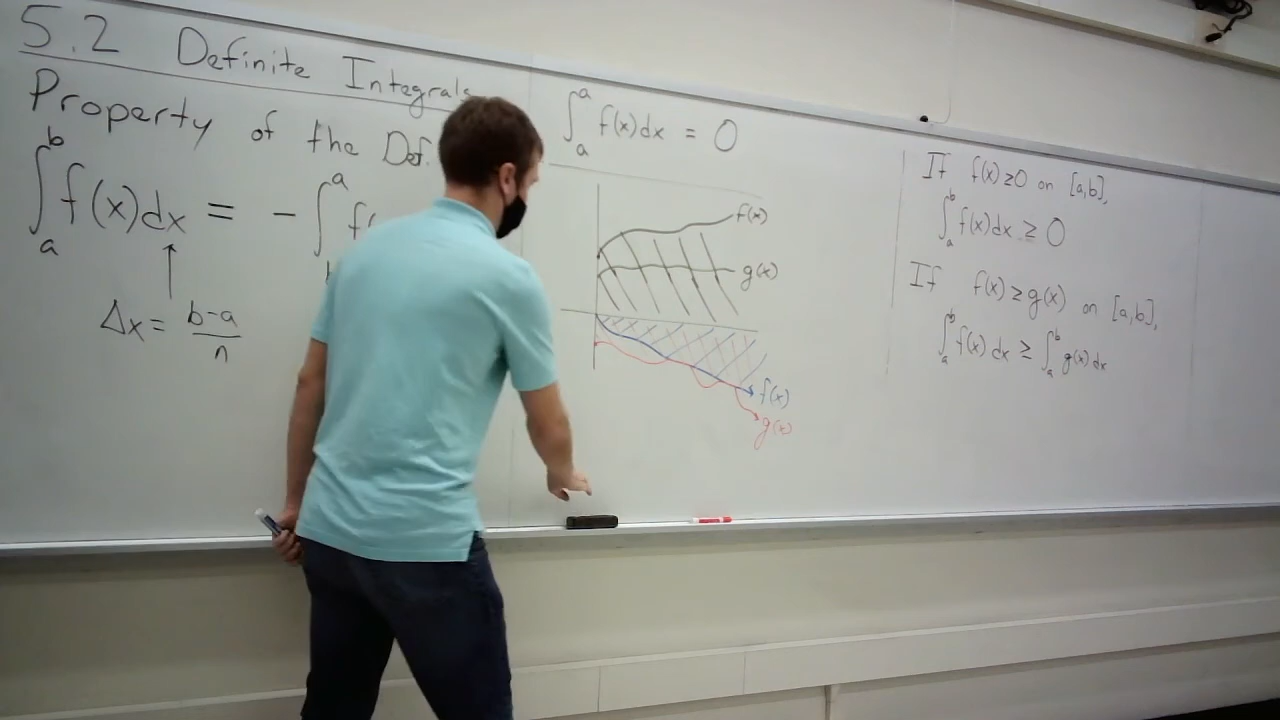 5.2 Definite Integrals
Property of the Def.
∫_a^b f(x)dx = - ∫^a f(
Δx = (b-a)/n
∫_a^a f(x)dx = 0
f(x)
g(x)
f(x)
g(x)
If f(x) ≥ 0 on [a,b],
∫_a^b f(x)dx ≥ 0
If f(x) ≥ g(x) on [a,b],
∫_a^b f(x)dx ≥ ∫_a^b g(x)dx